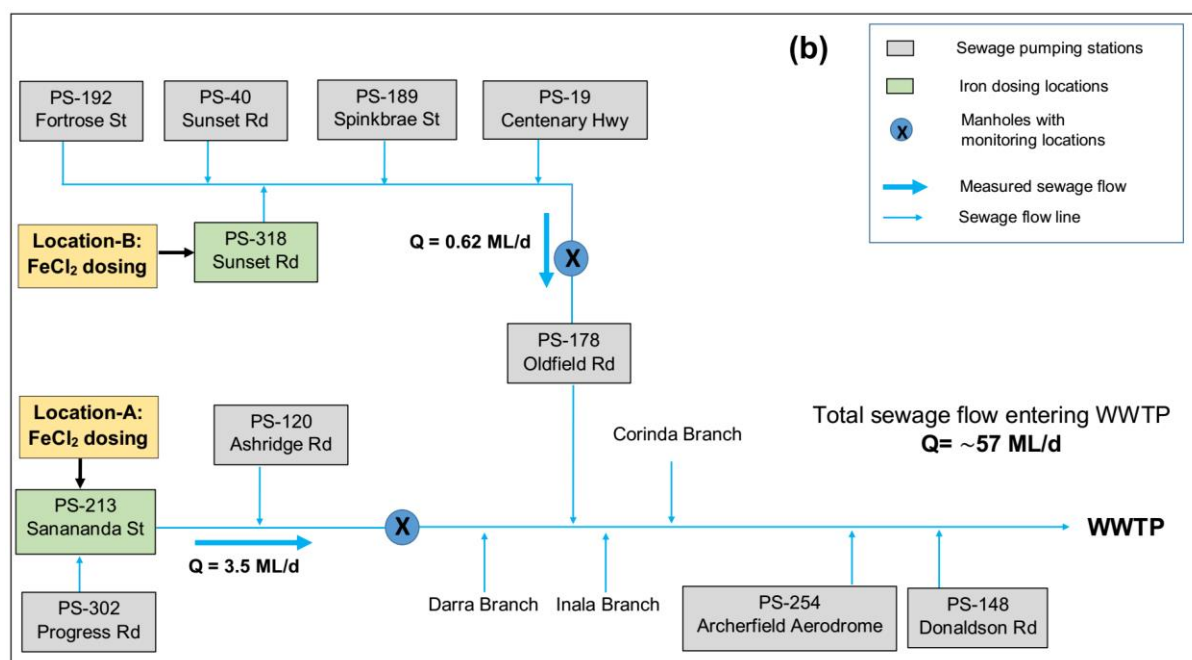 (b)
Sewage pumping stations
Iron dosing locations
X
Manholes with
monitoring locations
Measured sewage flow
Sewage flow line
PS-192
Fortrose St
PS-40
Sunset Rd
PS-189
Spinkbrae St
PS-19
Centenary Hwy
Location-B:
FeCl₂ dosing
PS-318
Sunset Rd
Q = 0.62 ML/d
X
PS-178
Oldfield Rd
Location-A:
FeCl₂ dosing
PS-120
Ashridge Rd
Corinda Branch
Total sewage flow entering WWTP
Q= ~57 ML/d
PS-213
Sanananda St
X
WWTP
Q = 3.5 ML/d
PS-302
Progress Rd
Darra Branch
Inala Branch
PS-254
Archerfield Aerodrome
PS-148
Donaldson Rd